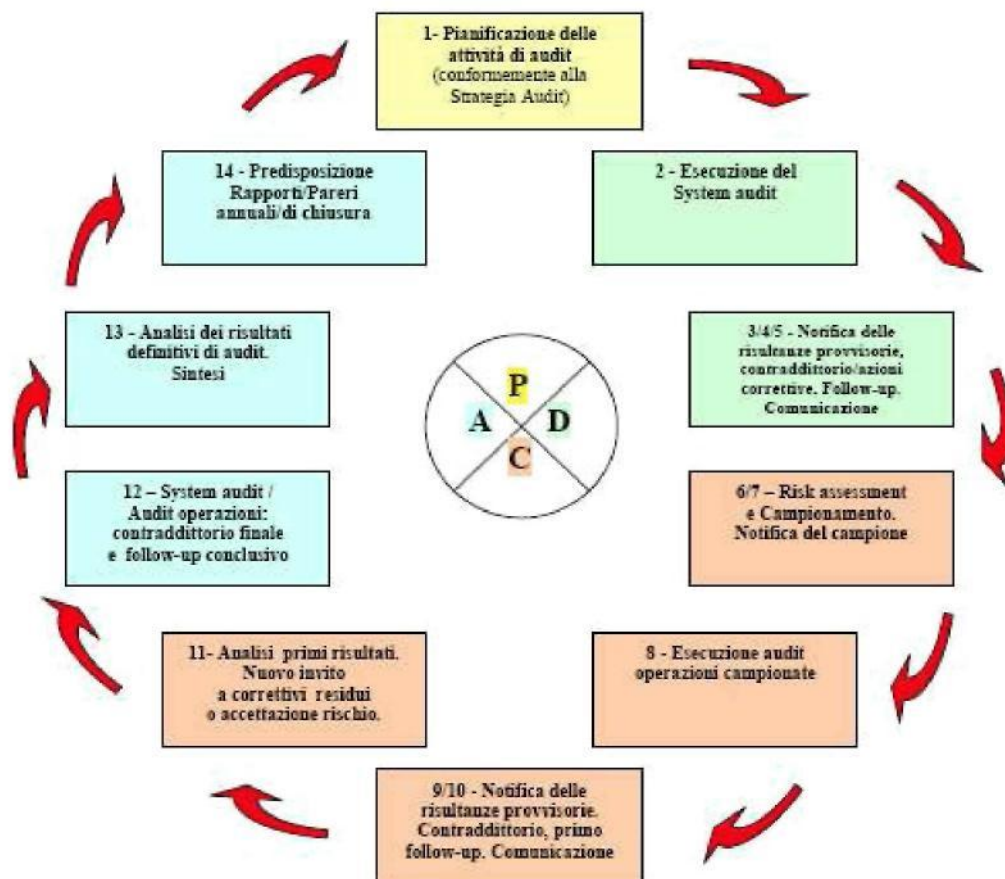 1- Pianificazione delle
attività di audit
(conformemente alla
Strategia Audit)
2 - Esecuzione del
System audit
3/4/5 - Notifica delle
risultanze provvisorie,
contraddittorio/azioni
correttive. Follow-up.
Comunicazione
6/7 – Risk assessment
e Campionamento.
Notifica del campione
8 - Esecuzione audit
operazioni campionate
9/10 - Notifica delle
risultanze provvisorie.
Contraddittorio, primo
follow-up. Comunicazione
11- Analisi primi risultati.
Nuovo invito
a correttivi residui
o accettazione rischio.
12 – System audit /
Audit operazioni:
contraddittorio finale
e follow-up conclusivo
13 - Analisi dei risultati
definitivi di audit.
Sintesi
14 - Predisposizione
Rapporti/Pareri
annuali/di chiusura
P
A D
C